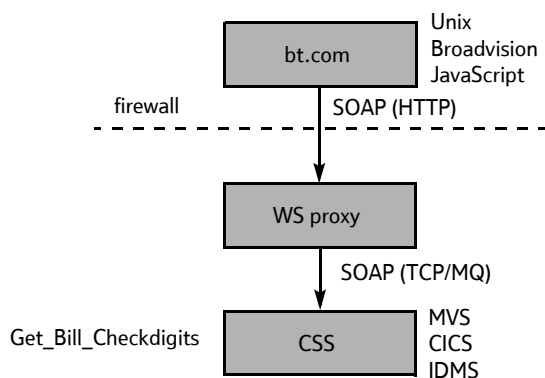 Unix
bt.com
Broadvision
JavaScript
firewall
SOAP (HTTP)
WS proxy
SOAP (TCP/MQ)
MVS
Get_Bill_Checkdigits
CSS
CICS
IDMS